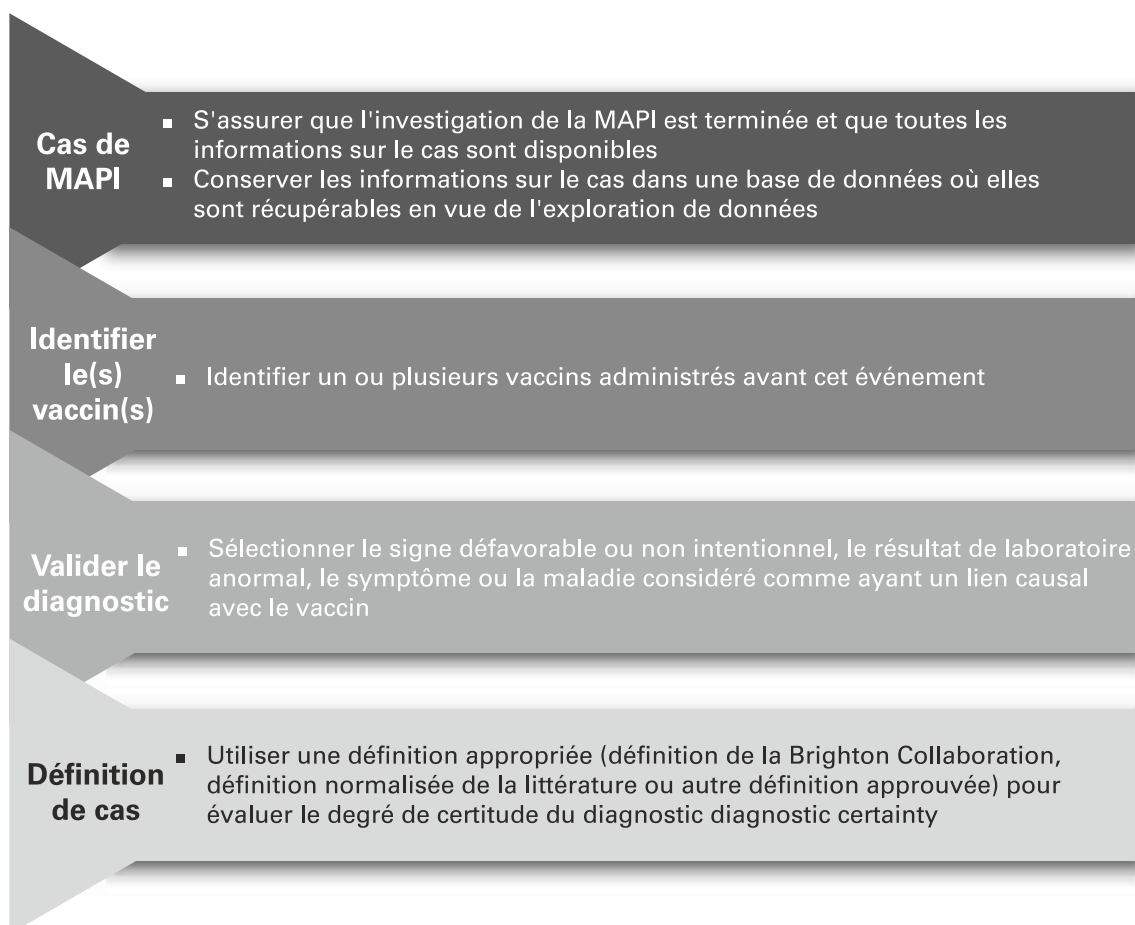 Cas de
MAPI
▪ S'assurer que l'investigation de la MAPI est terminée et que toutes les
informations sur le cas sont disponibles
▪ Conserver les informations sur le cas dans une base de données où elles
sont récupérables en vue de l'exploration de données
Identifier
le(s)
vaccin(s)
▪ Identifier un ou plusieurs vaccins administrés avant cet événement
Valider le
diagnostic
▪ Sélectionner le signe défavorable ou non intentionnel, le résultat de laboratoire
anormal, le symptôme ou la maladie considéré comme ayant un lien causal
avec le vaccin
Définition
de cas
▪ Utiliser une définition appropriée (définition de la Brighton Collaboration,
définition normalisée de la littérature ou autre définition approuvée) pour
évaluer le degré de certitude du diagnostic diagnostic certainty